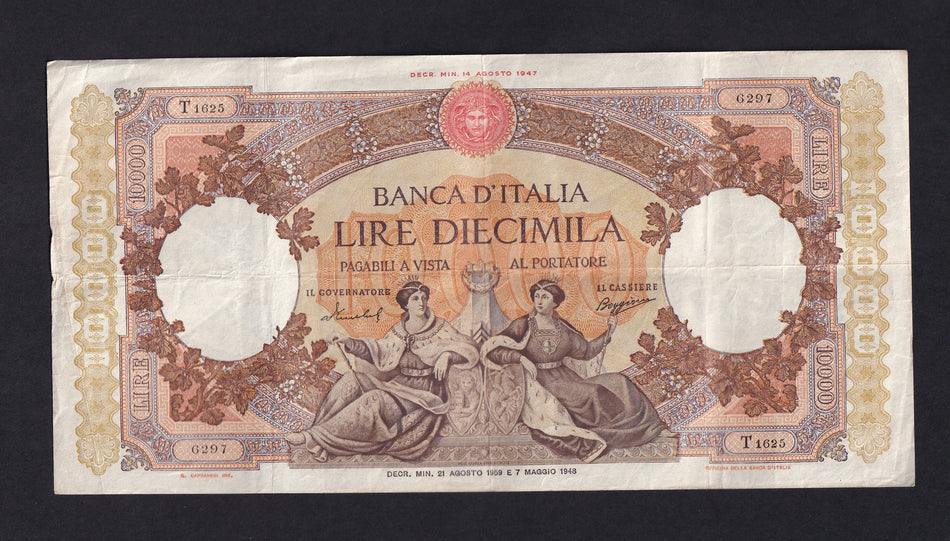 DECR. MIN. 14 AGOSTO 1947
T 1625
6297
10000
LIRE
BANCA D'ITALIA
LIRE DIECIMILA
PAGABILI A VISTA AL PORTATORE
IL GOVERNATORE
IL CASSIERE
LIRE
10000
6297
T 1625
DECR. MIN. 21 AGOSTO 1959 E 7 MAGGIO 1948
OFFICINA DELLA BANCA D'ITALIA